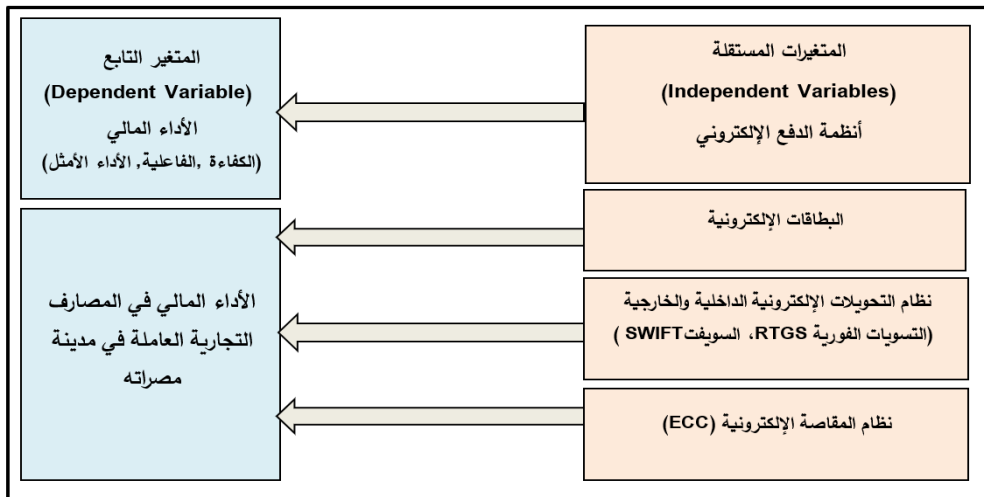 المتغيرات المستقلة
(Independent Variables)
أنظمة الدفع الإلكتروني
المتغير التابع
(Dependent Variable)
الأداء المالي
(الكفاءة ,الفاعلية, الأداء الأمثل)
البطاقات الإلكترونية
نظام التحويلات الإلكترونية الداخلية والخارجية
(التسويات الفورية RTGS، السويفتSWIFT )
نظام المقاصة الإلكترونية (ECC)
الأداء المالي في المصارف
التجارية العاملة في مدينة
مصراته